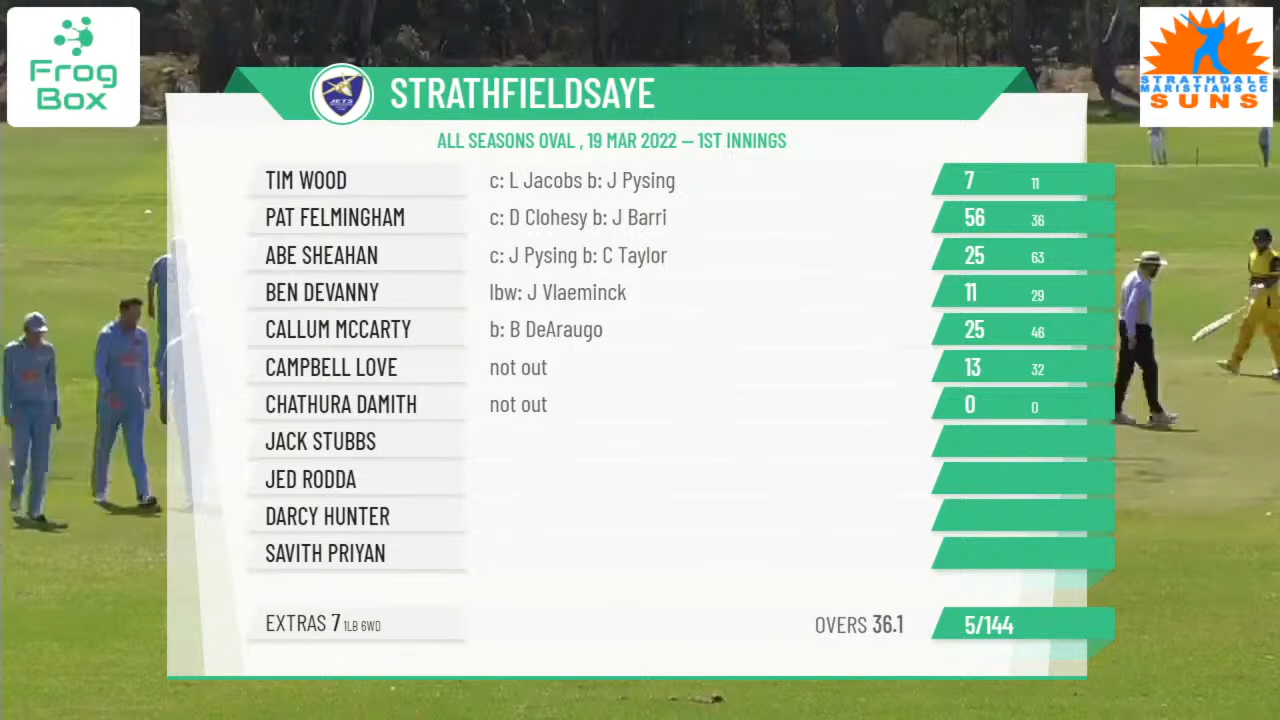 Frog
Box
JETS
STRATHFIELDSAYE
STRATHDALE
MARISTIANS CC
SUNS
ALL SEASONS OVAL , 19 MAR 2022 – 1ST INNINGS
TIM WOOD c: L Jacobs b: J Pysing 7 11
PAT FELMINGHAM c: D Clohesy b: J Barri 56 36
ABE SHEAHAN c: J Pysing b: C Taylor 25 63
BEN DEVANNY lbw: J Vlaeminck 11 29
CALLUM MCCARTY b: B DeAraugo 25 46
CAMPBELL LOVE not out 13 32
CHATHURA DAMITH not out 0 0
JACK STUBBS
JED RODDA
DARCY HUNTER
SAVITH PRIYAN
EXTRAS 7 1LB 6WD OVERS 36.1 5/144